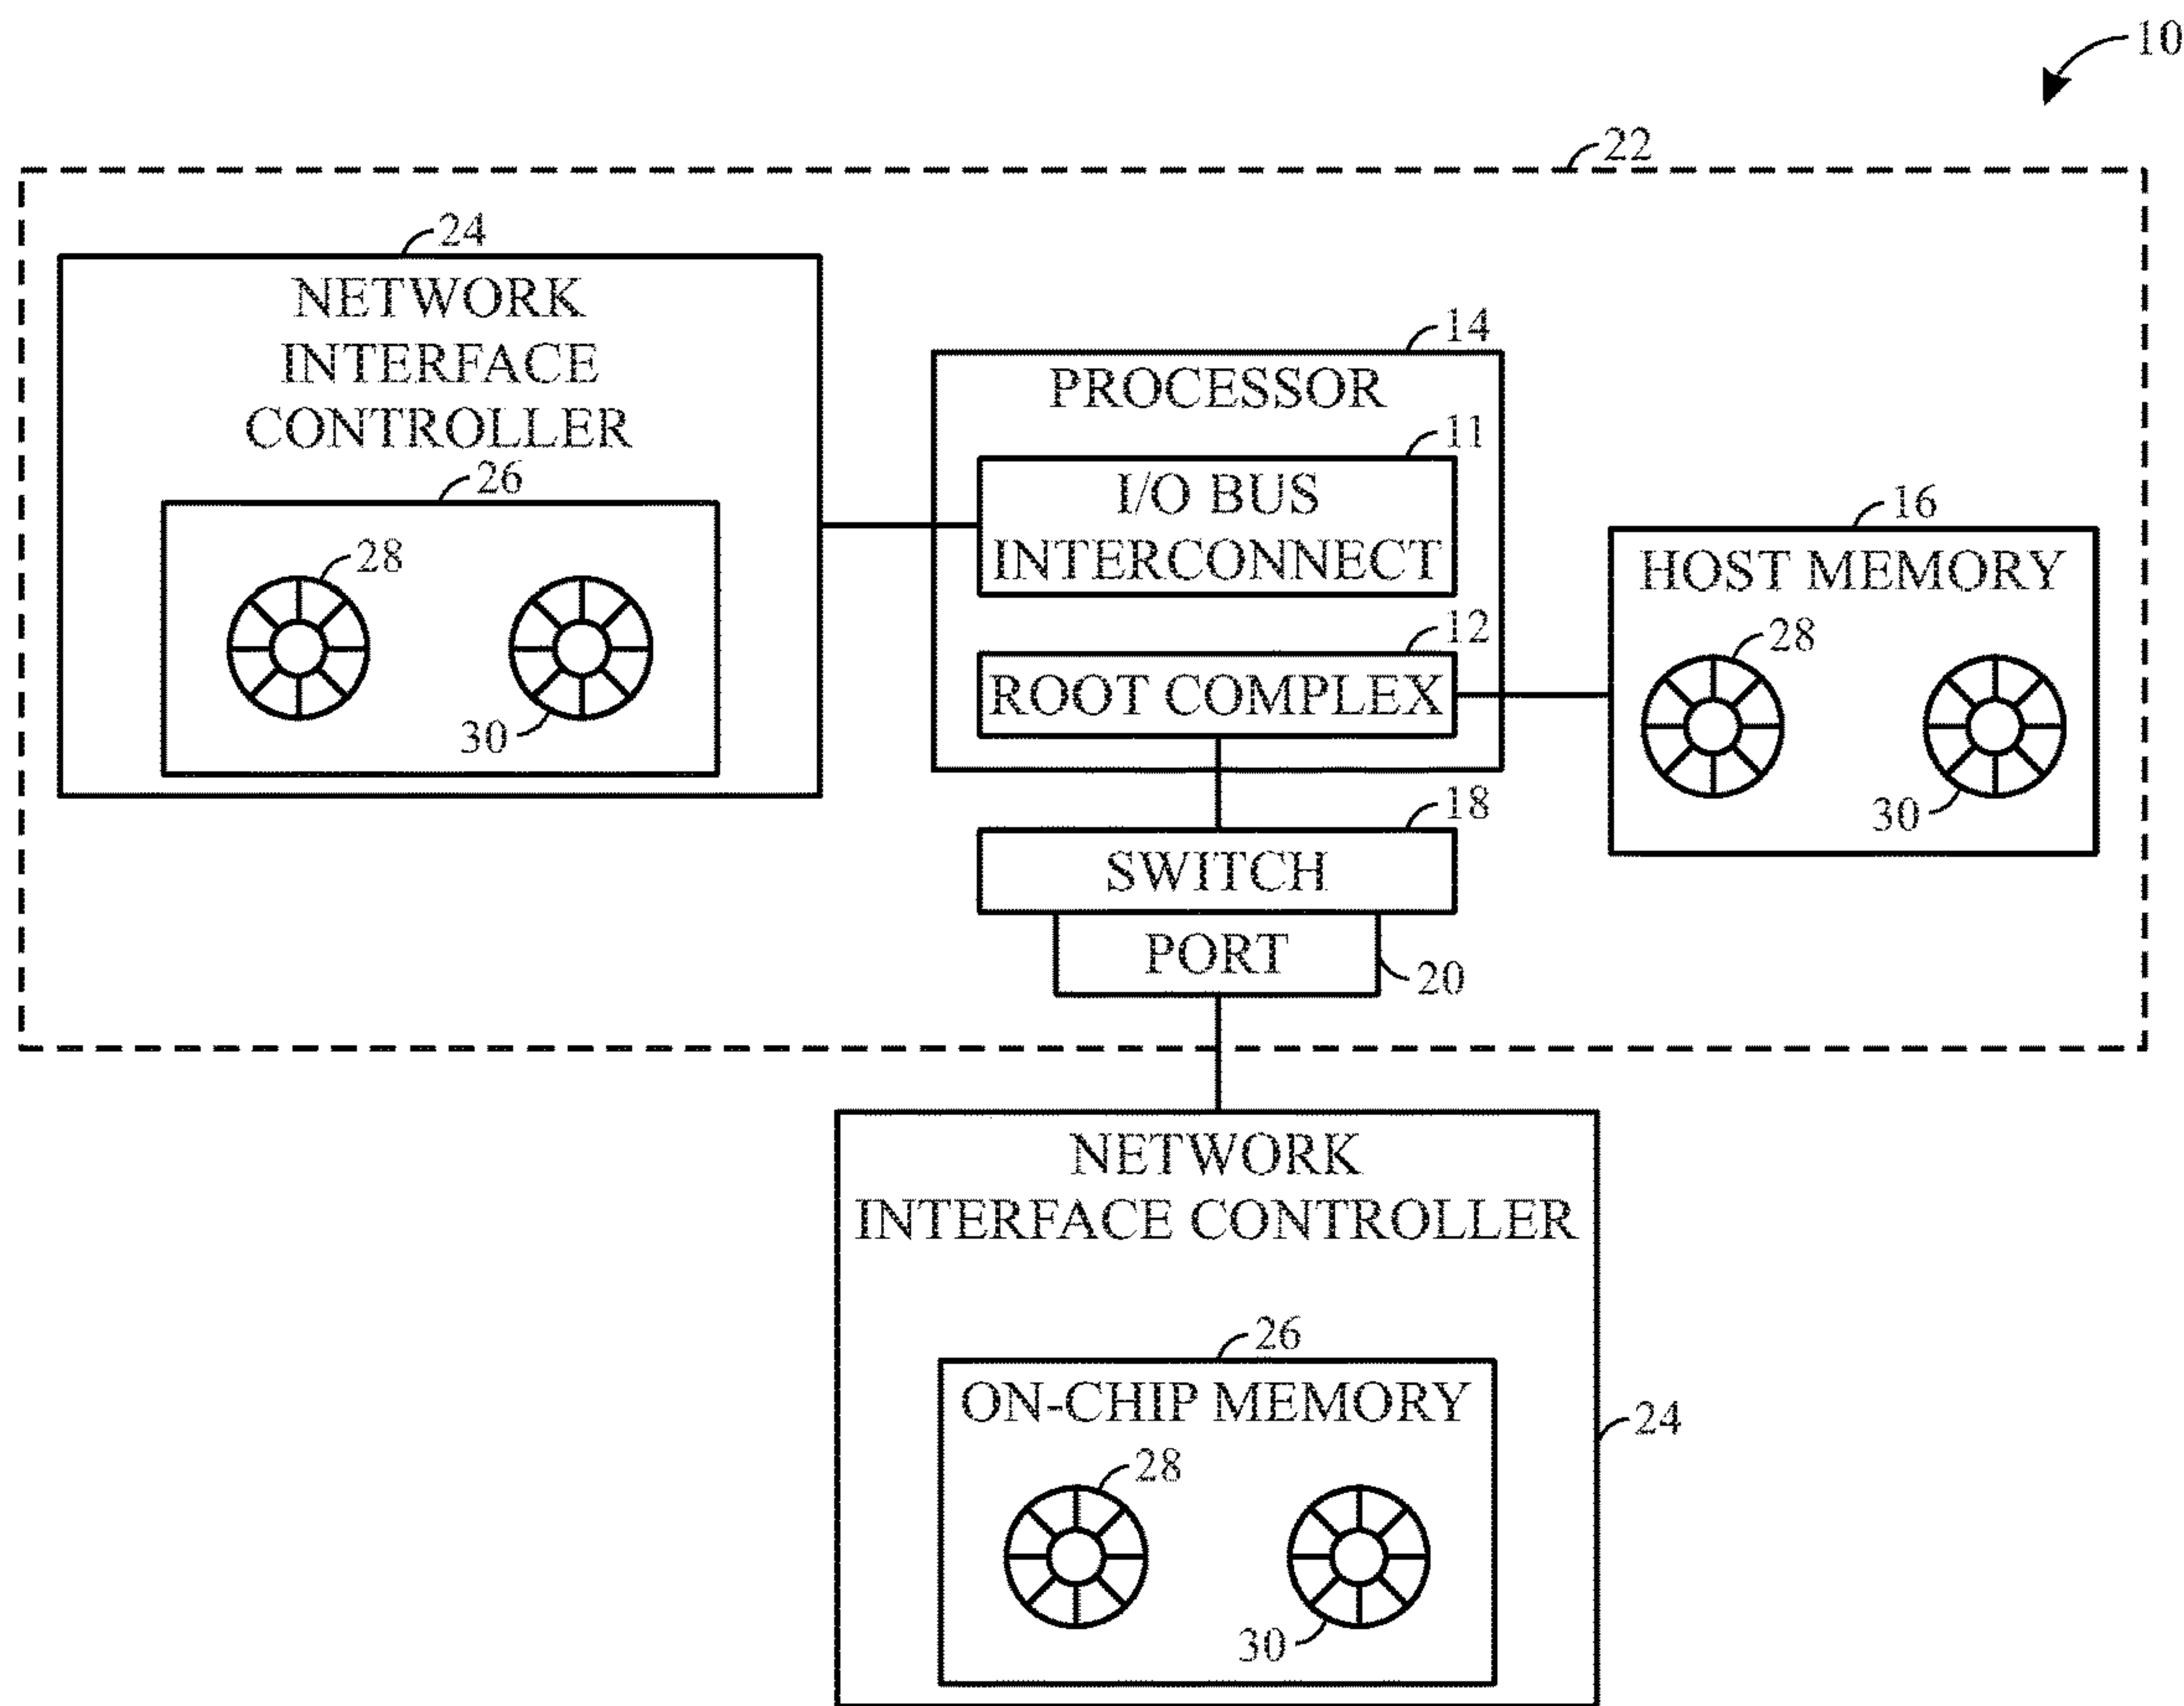 10
22
24
NETWORK
INTERFACE
CONTROLLER
26
28
30
14
PROCESSOR
11
I/O BUS
INTERCONNECT
12
ROOT COMPLEX
16
HOST MEMORY
28
30
18
SWITCH
PORT
20
NETWORK
INTERFACE CONTROLLER
24
26
ON-CHIP MEMORY
28
30